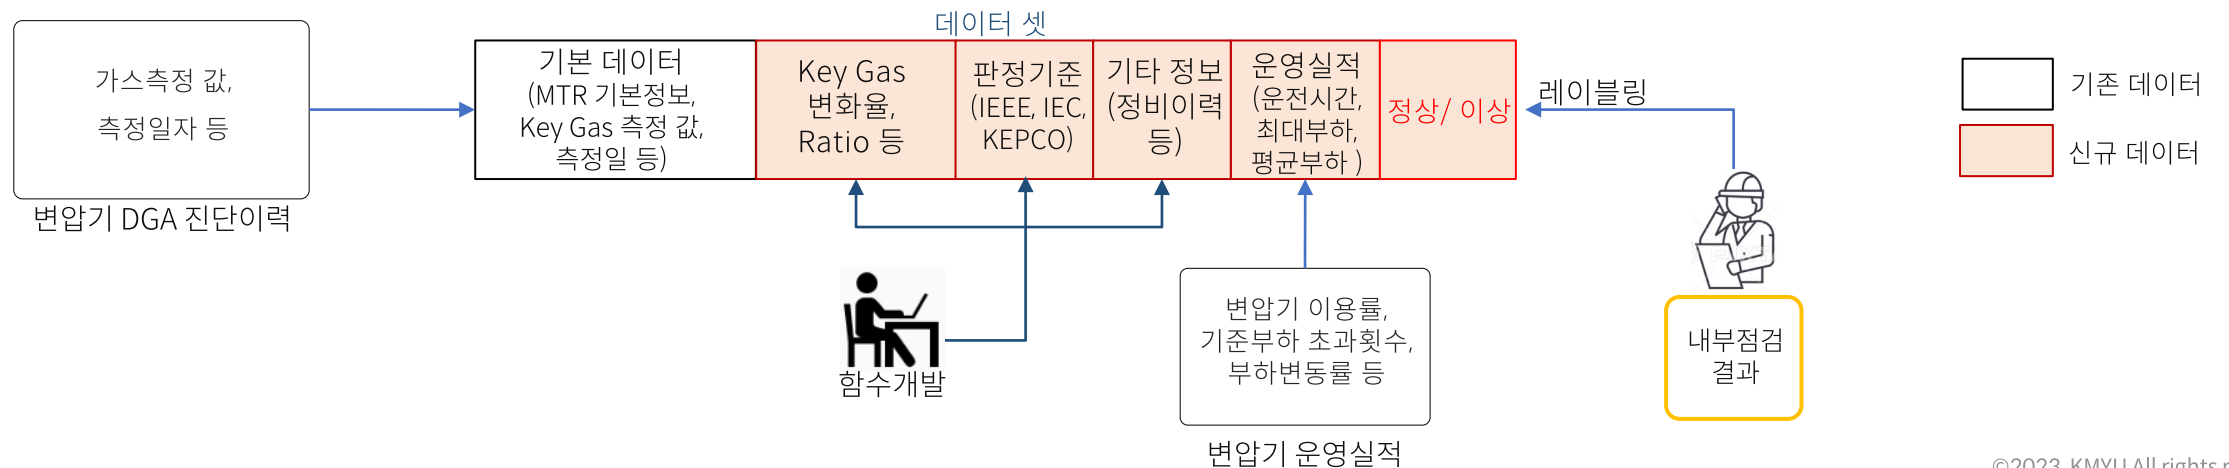 데이터 셋
가스측정 값,
측정일자 등
변압기 DGA 진단이력
기본 데이터
(MTR 기본정보,
Key Gas 측정 값,
측정일 등)
Key Gas
변화율,
Ratio 등
판정기준
(IEEE, IEC,
KEPCO)
기타 정보
(정비이력
등)
운영실적
(운전시간,
최대부하,
평균부하 )
정상/ 이상
레이블링
기존 데이터
신규 데이터
함수개발
변압기 이용률,
기준부하 초과횟수,
부하변동률 등
변압기 운영실적
내부점검
결과
©2023. KMYU All rights